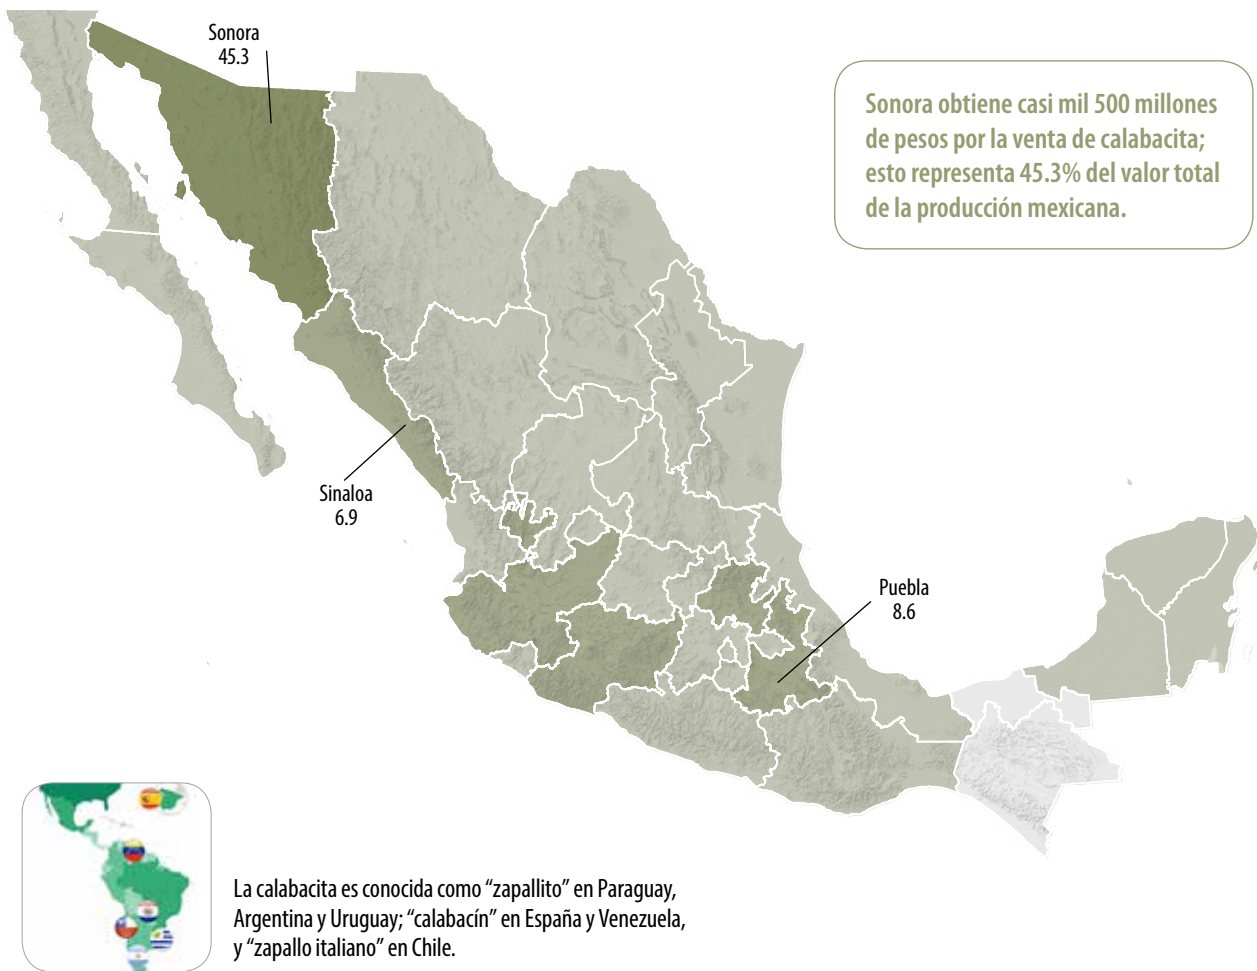 Sonora
45.3
Sonora obtiene casi mil 500 millones
de pesos por la venta de calabacita;
esto representa 45.3% del valor total
de la producción mexicana.
Sinaloa
6.9
Puebla
8.6
La calabacita es conocida como “zapallito” en Paraguay,
Argentina y Uruguay; “calabacín” en España y Venezuela,
y “zapallo italiano” en Chile.